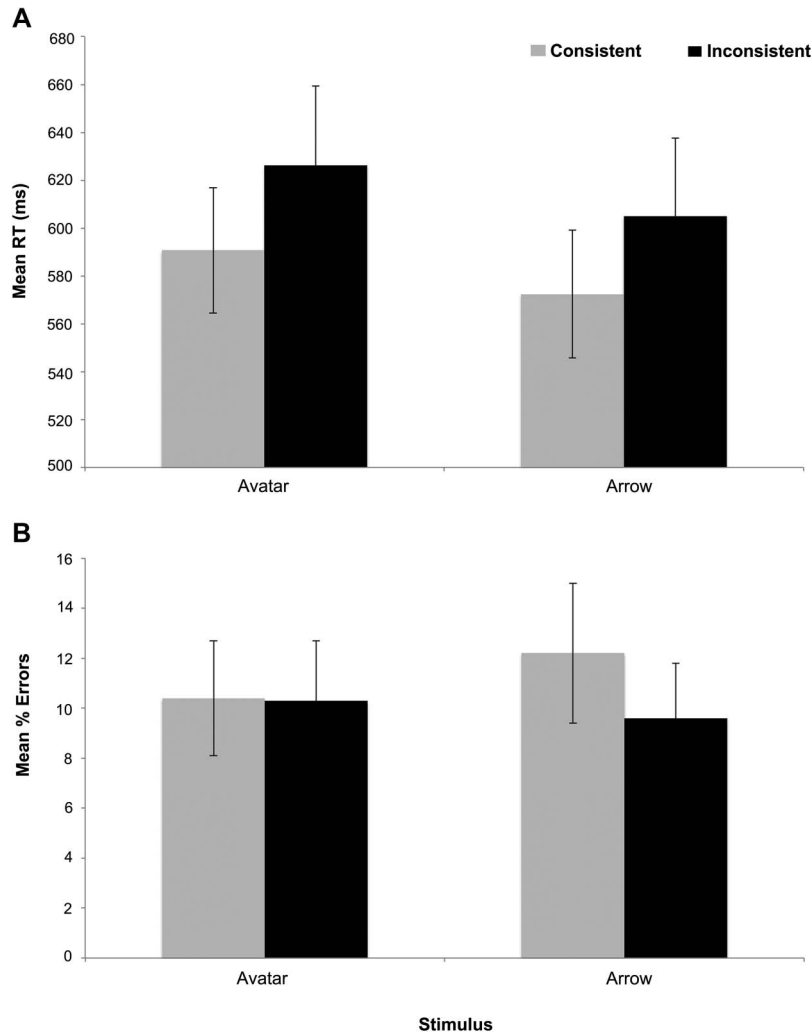 A
680
660
640
620
600
580
560
540
520
500
Mean RT (ms)
Consistent Inconsistent
Avatar Arrow
B
16
14
12
10
8
6
4
2
0
Mean % Errors
Avatar Arrow
Stimulus